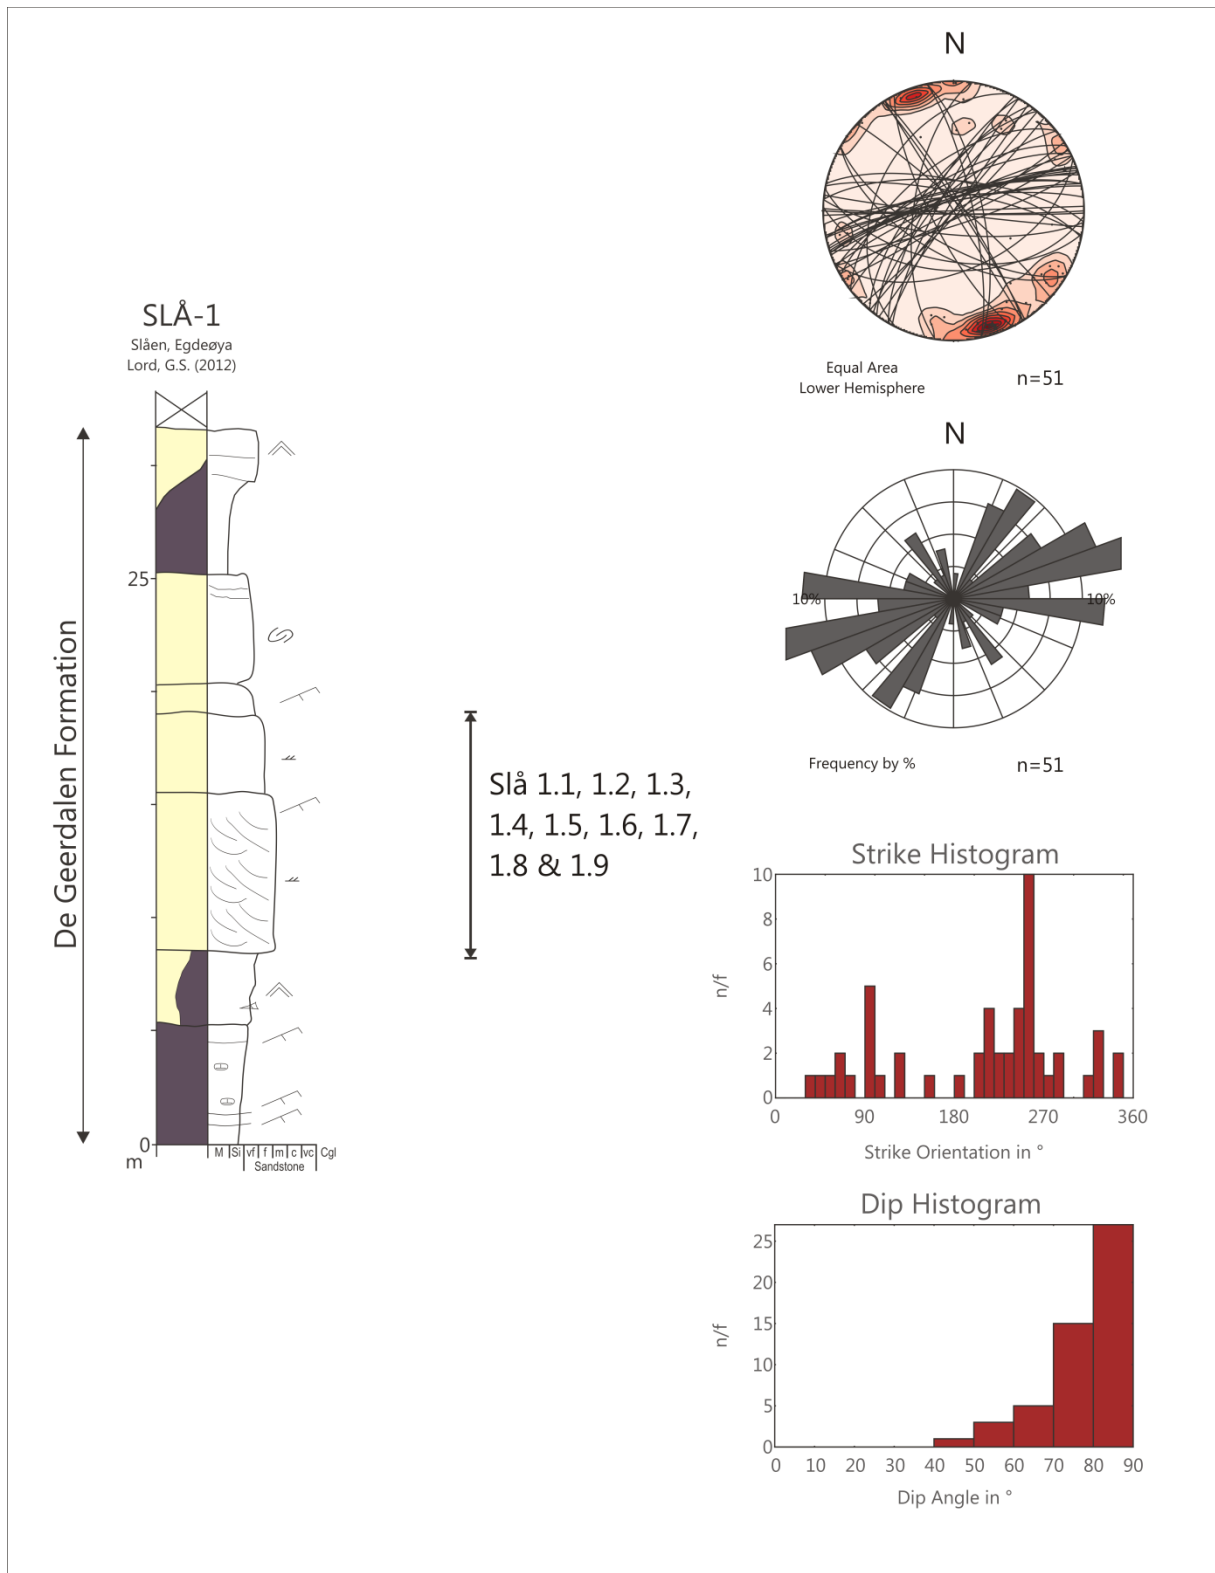 SLÅ-1
Slåen, Egdeøya
Lord, G.S. (2012)
De Geerdalen Formation
25
0
m
M Si vf f m c vc Cgl
Sandstone
Slå 1.1, 1.2, 1.3,
1.4, 1.5, 1.6, 1.7,
1.8 & 1.9
N
Equal Area
Lower Hemisphere
n=51
N
10% 10%
Frequency by %
n=51
Strike Histogram
n/f
10
8
6
4
2
0
0 90 180 270 360
Strike Orientation in °
Dip Histogram
n/f
25
20
15
10
5
0
0 10 20 30 40 50 60 70 80 90
Dip Angle in °